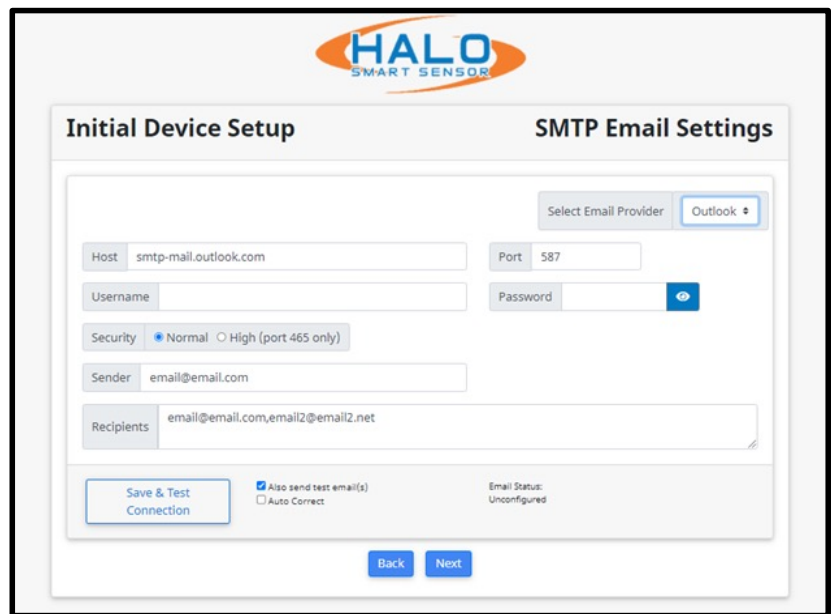 HALO
SMART SENSOR
Initial Device Setup
SMTP Email Settings
Select Email Provider
Outlook
Host
smtp-mail.outlook.com
Port
587
Username
Password
Security
Normal
High (port 465 only)
Sender
email@email.com
Recipients
email@email.com,email2@email2.net
Save & Test
Connection
Also send test email(s)
Auto Correct
Email Status:
Unconfigured
Back
Next